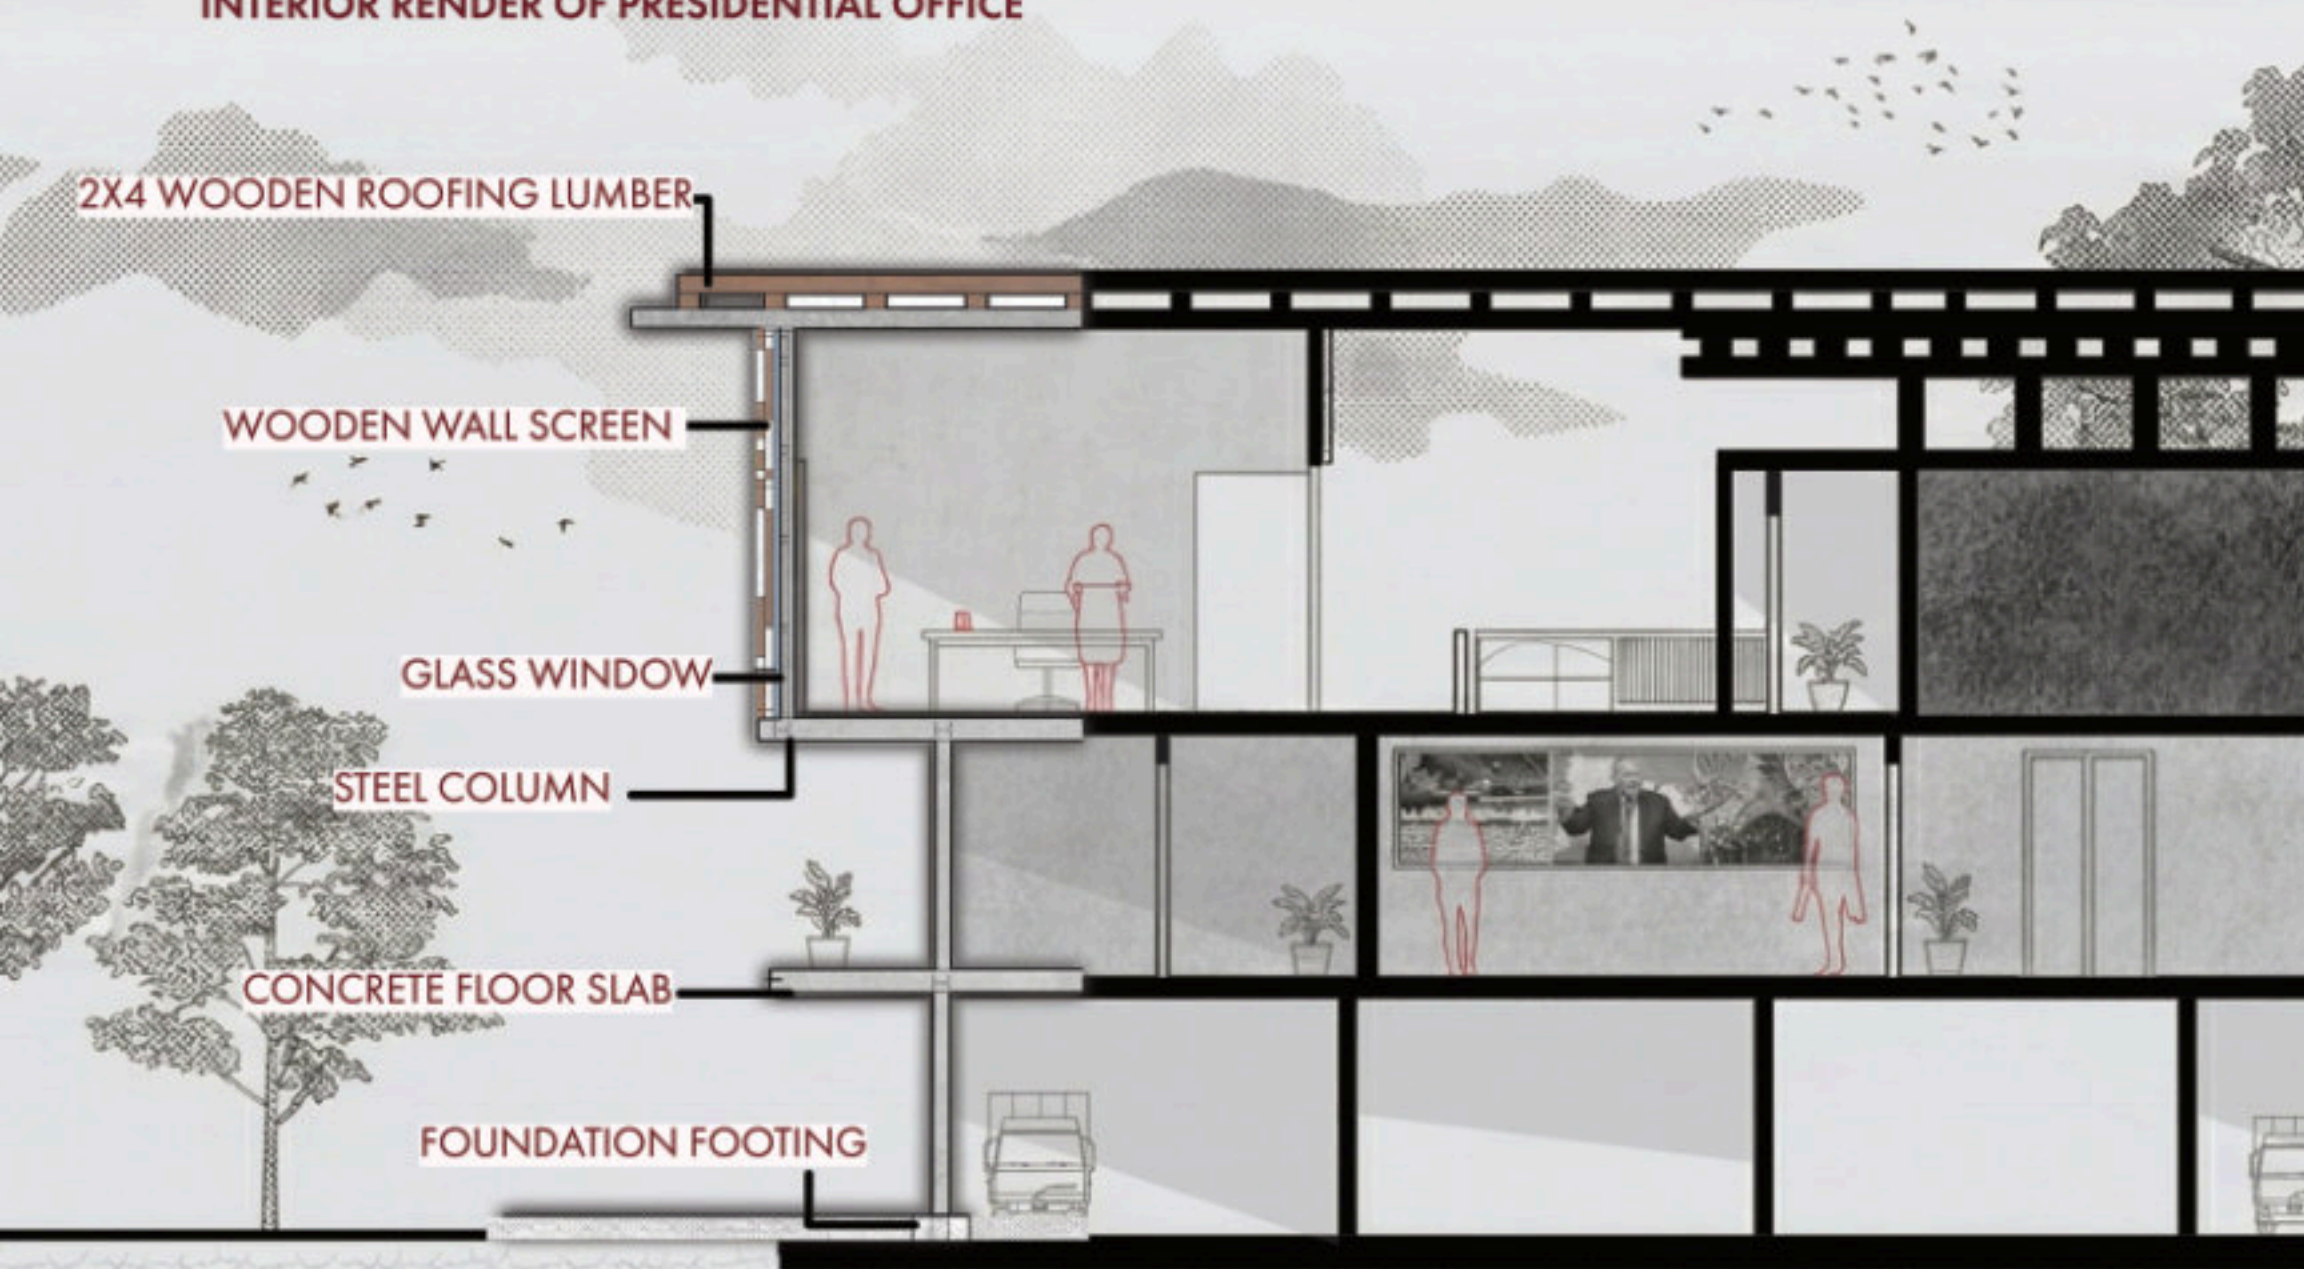 INTERIOR RENDER OF PRESIDENTIAL OFFICE
2X4 WOODEN ROOFING LUMBER
WOODEN WALL SCREEN
GLASS WINDOW
STEEL COLUMN
CONCRETE FLOOR SLAB
FOUNDATION FOOTING